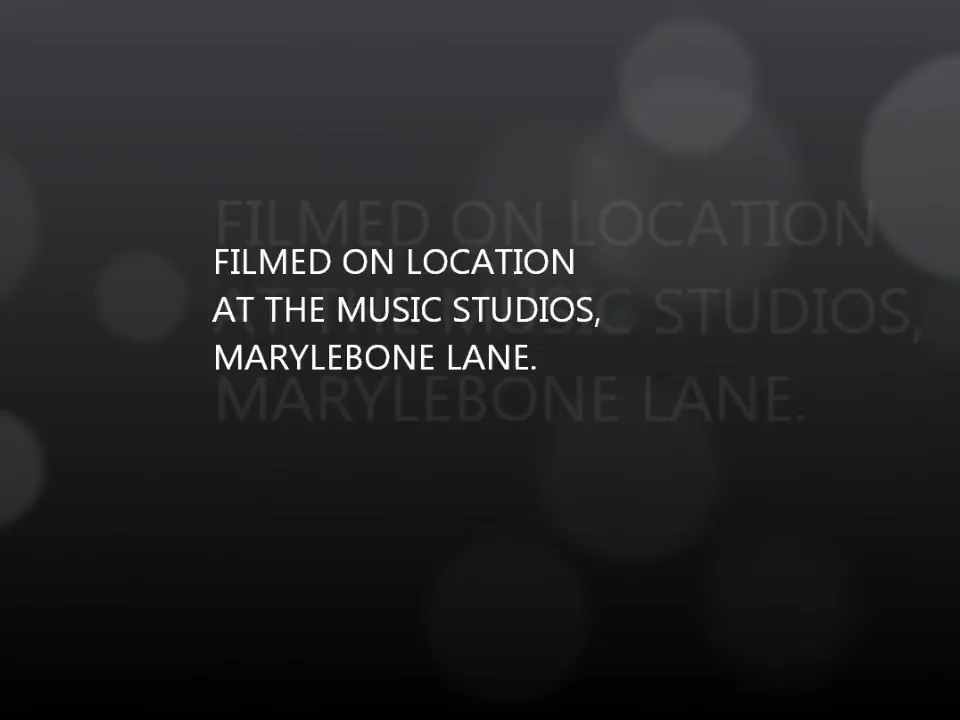 FILMED ON LOCATION
AT THE MUSIC STUDIOS,
MARYLEBONE LANE.